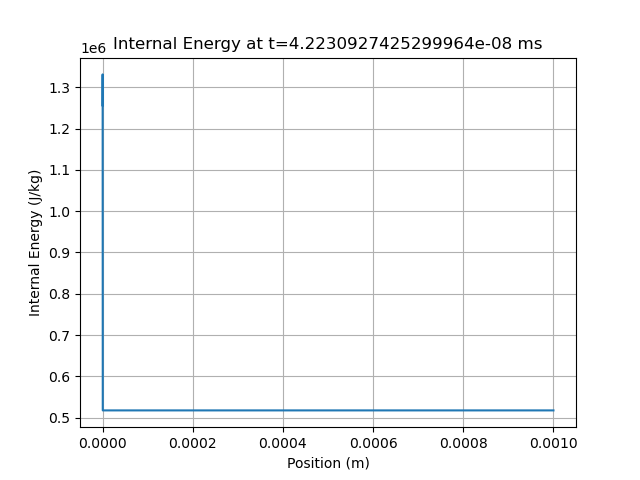 Internal Energy at t=4.2230927425299964e-08 ms
1e6
1.3
1.2
1.1
1.0
0.9
0.8
0.7
0.6
0.5
Internal Energy (J/kg)
0.0000 0.0002 0.0004 0.0006 0.0008 0.0010
Position (m)